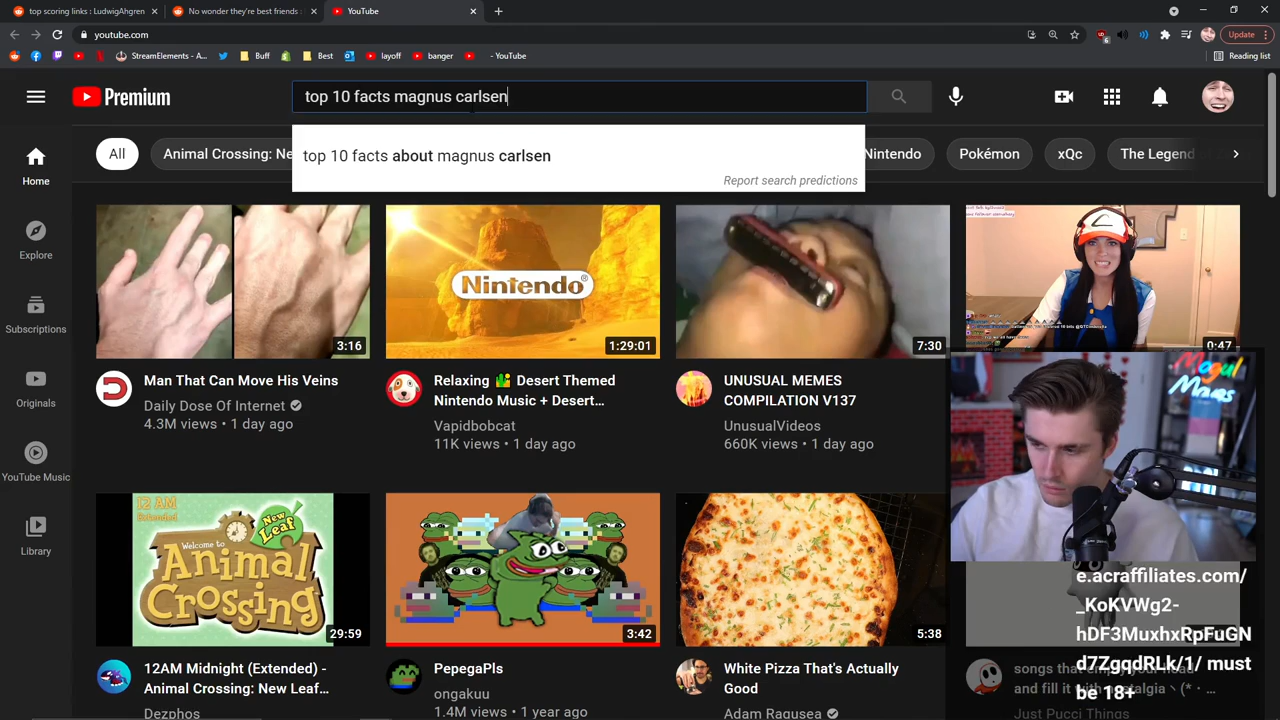 top scoring links : LudwigAhgren
No wonder they're best friends :
YouTube
youtube.com
Update
StreamElements - A...
Buff
Best
layoff
banger
- YouTube
Reading list
Premium
top 10 facts magnus carlsen
top 10 facts about magnus carlsen
Report search predictions
All
Animal Crossing: Ne
Nintendo
Pokémon
xQc
The Legend
Home
Explore
Subscriptions
Originals
YouTube Music
Library
3:16
Nintendo
1:29:01
7:30
0:47
Man That Can Move His Veins
Daily Dose Of Internet
4.3M views • 1 day ago
Relaxing 🌵 Desert Themed
Nintendo Music + Desert...
Vapidbobcat
11K views • 1 day ago
UNUSUAL MEMES
COMPILATION V137
UnusualVideos
660K views • 1 day ago
Mogul
Moves
12 AM
Extended
NEW
Leaf
Welcome to
Animal
Crossing
29:59
3:42
5:38
e.acraffiliates.com/
_KoKVWg2-
hDF3MuxhxRpFuGN
d7ZgqdRLk/1/ must
be 18+
12AM Midnight (Extended) -
Animal Crossing: New Leaf...
Dezphos
PepegaPls
ongakuu
1.4M views • 1 year ago
White Pizza That's Actually
Good
Adam Ragusea
songs that empty your head
and fill it with nostalgia ヽ(*・...
Just Pucci Things